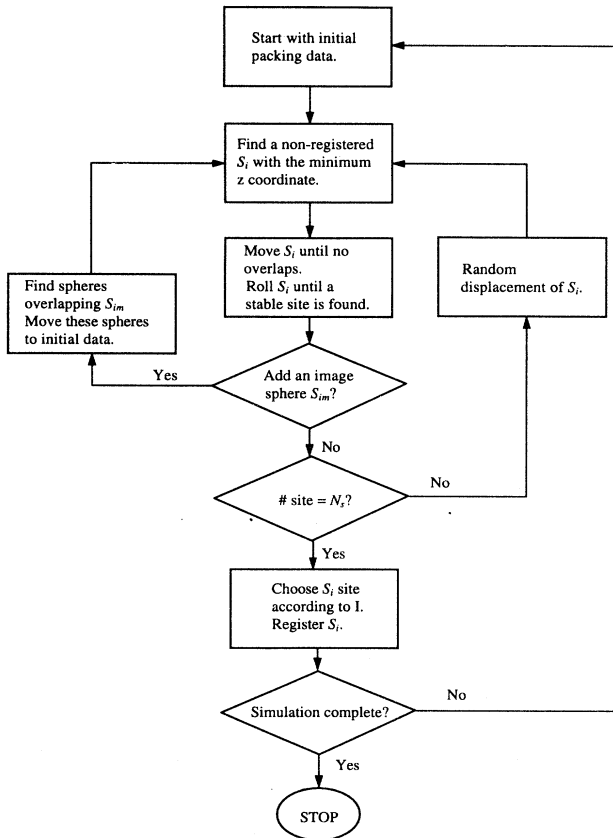 Start with initial
packing data.
Find a non-registered
S_i with the minimum
z coordinate.
Move S_i until no
overlaps.
Roll S_i until a
stable site is found.
Random
displacement of S_i.
Find spheres
overlapping S_im
Move these spheres
to initial data.
Yes
Add an image
sphere S_im?
No
# site = N_s?
No
Yes
Choose S_i site
according to I.
Register S_i.
Simulation complete?
No
Yes
STOP